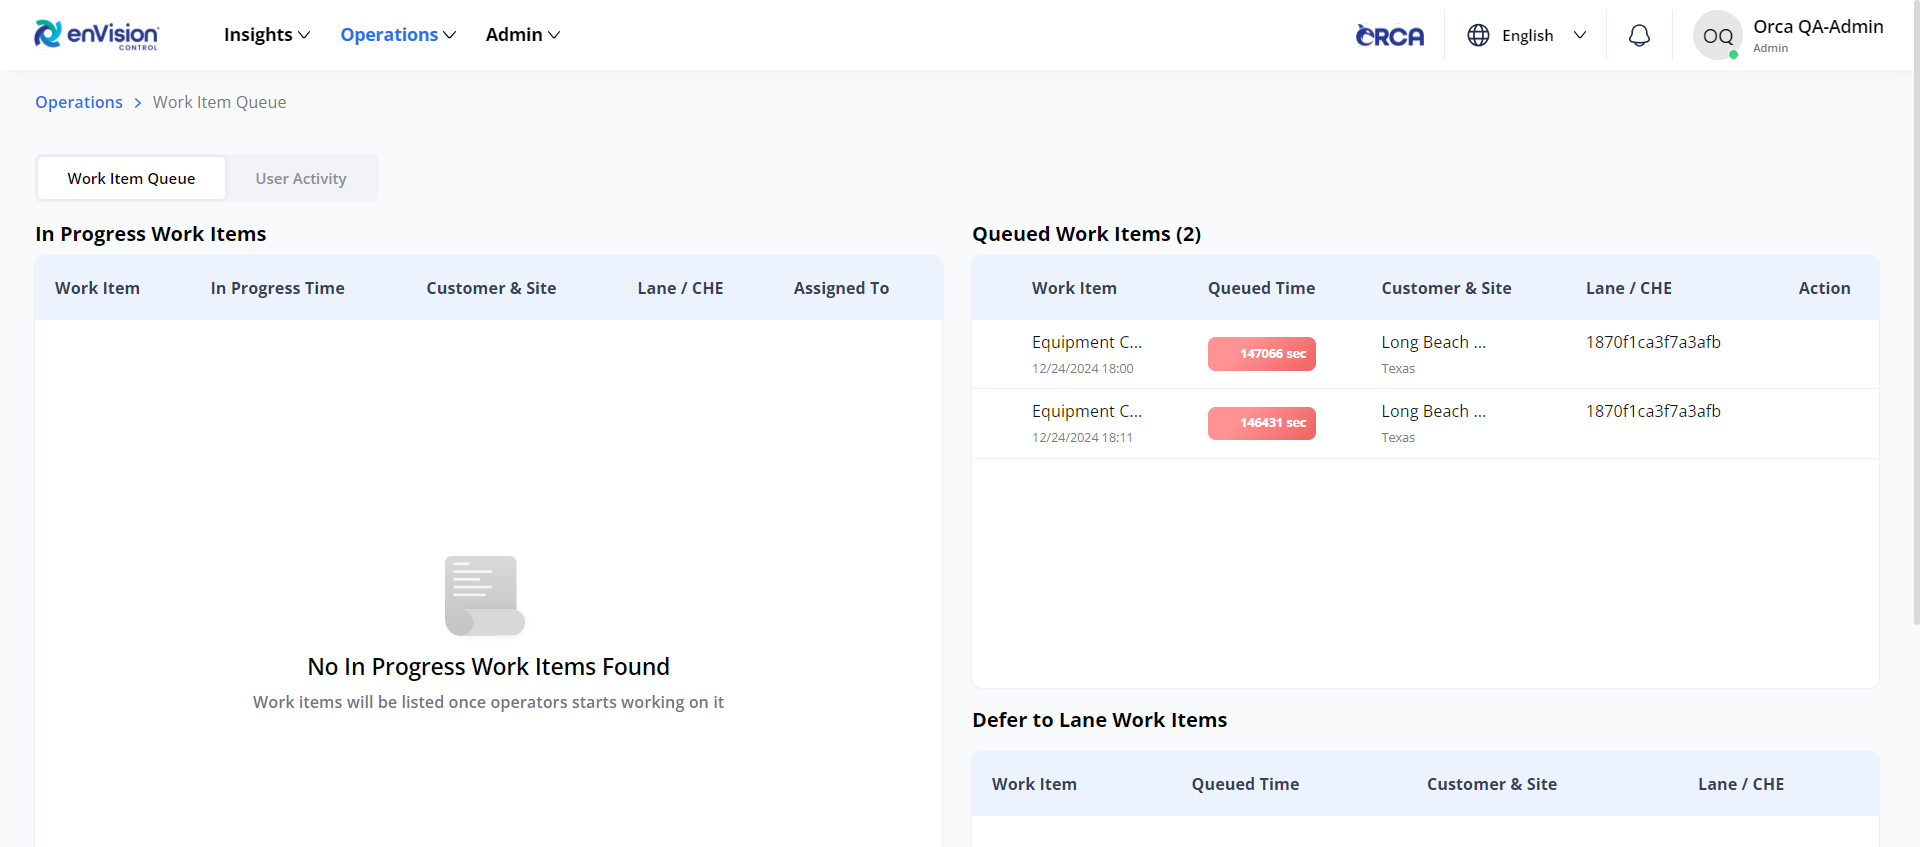 enVision
CONTROL
Insights
Operations
Admin
ORCA
English
OQ
Orca QA-Admin
Admin
Operations > Work Item Queue
Work Item Queue
User Activity
In Progress Work Items
Work Item
In Progress Time
Customer & Site
Lane / CHE
Assigned To
No In Progress Work Items Found
Work items will be listed once operators starts working on it
Queued Work Items (2)
Work Item
Queued Time
Customer & Site
Lane / CHE
Action
Equipment C...
12/24/2024 18:00
147066 sec
Long Beach ...
Texas
1870f1ca3f7a3afb
Equipment C...
12/24/2024 18:11
146431 sec
Long Beach ...
Texas
1870f1ca3f7a3afb
Defer to Lane Work Items
Work Item
Queued Time
Customer & Site
Lane / CHE